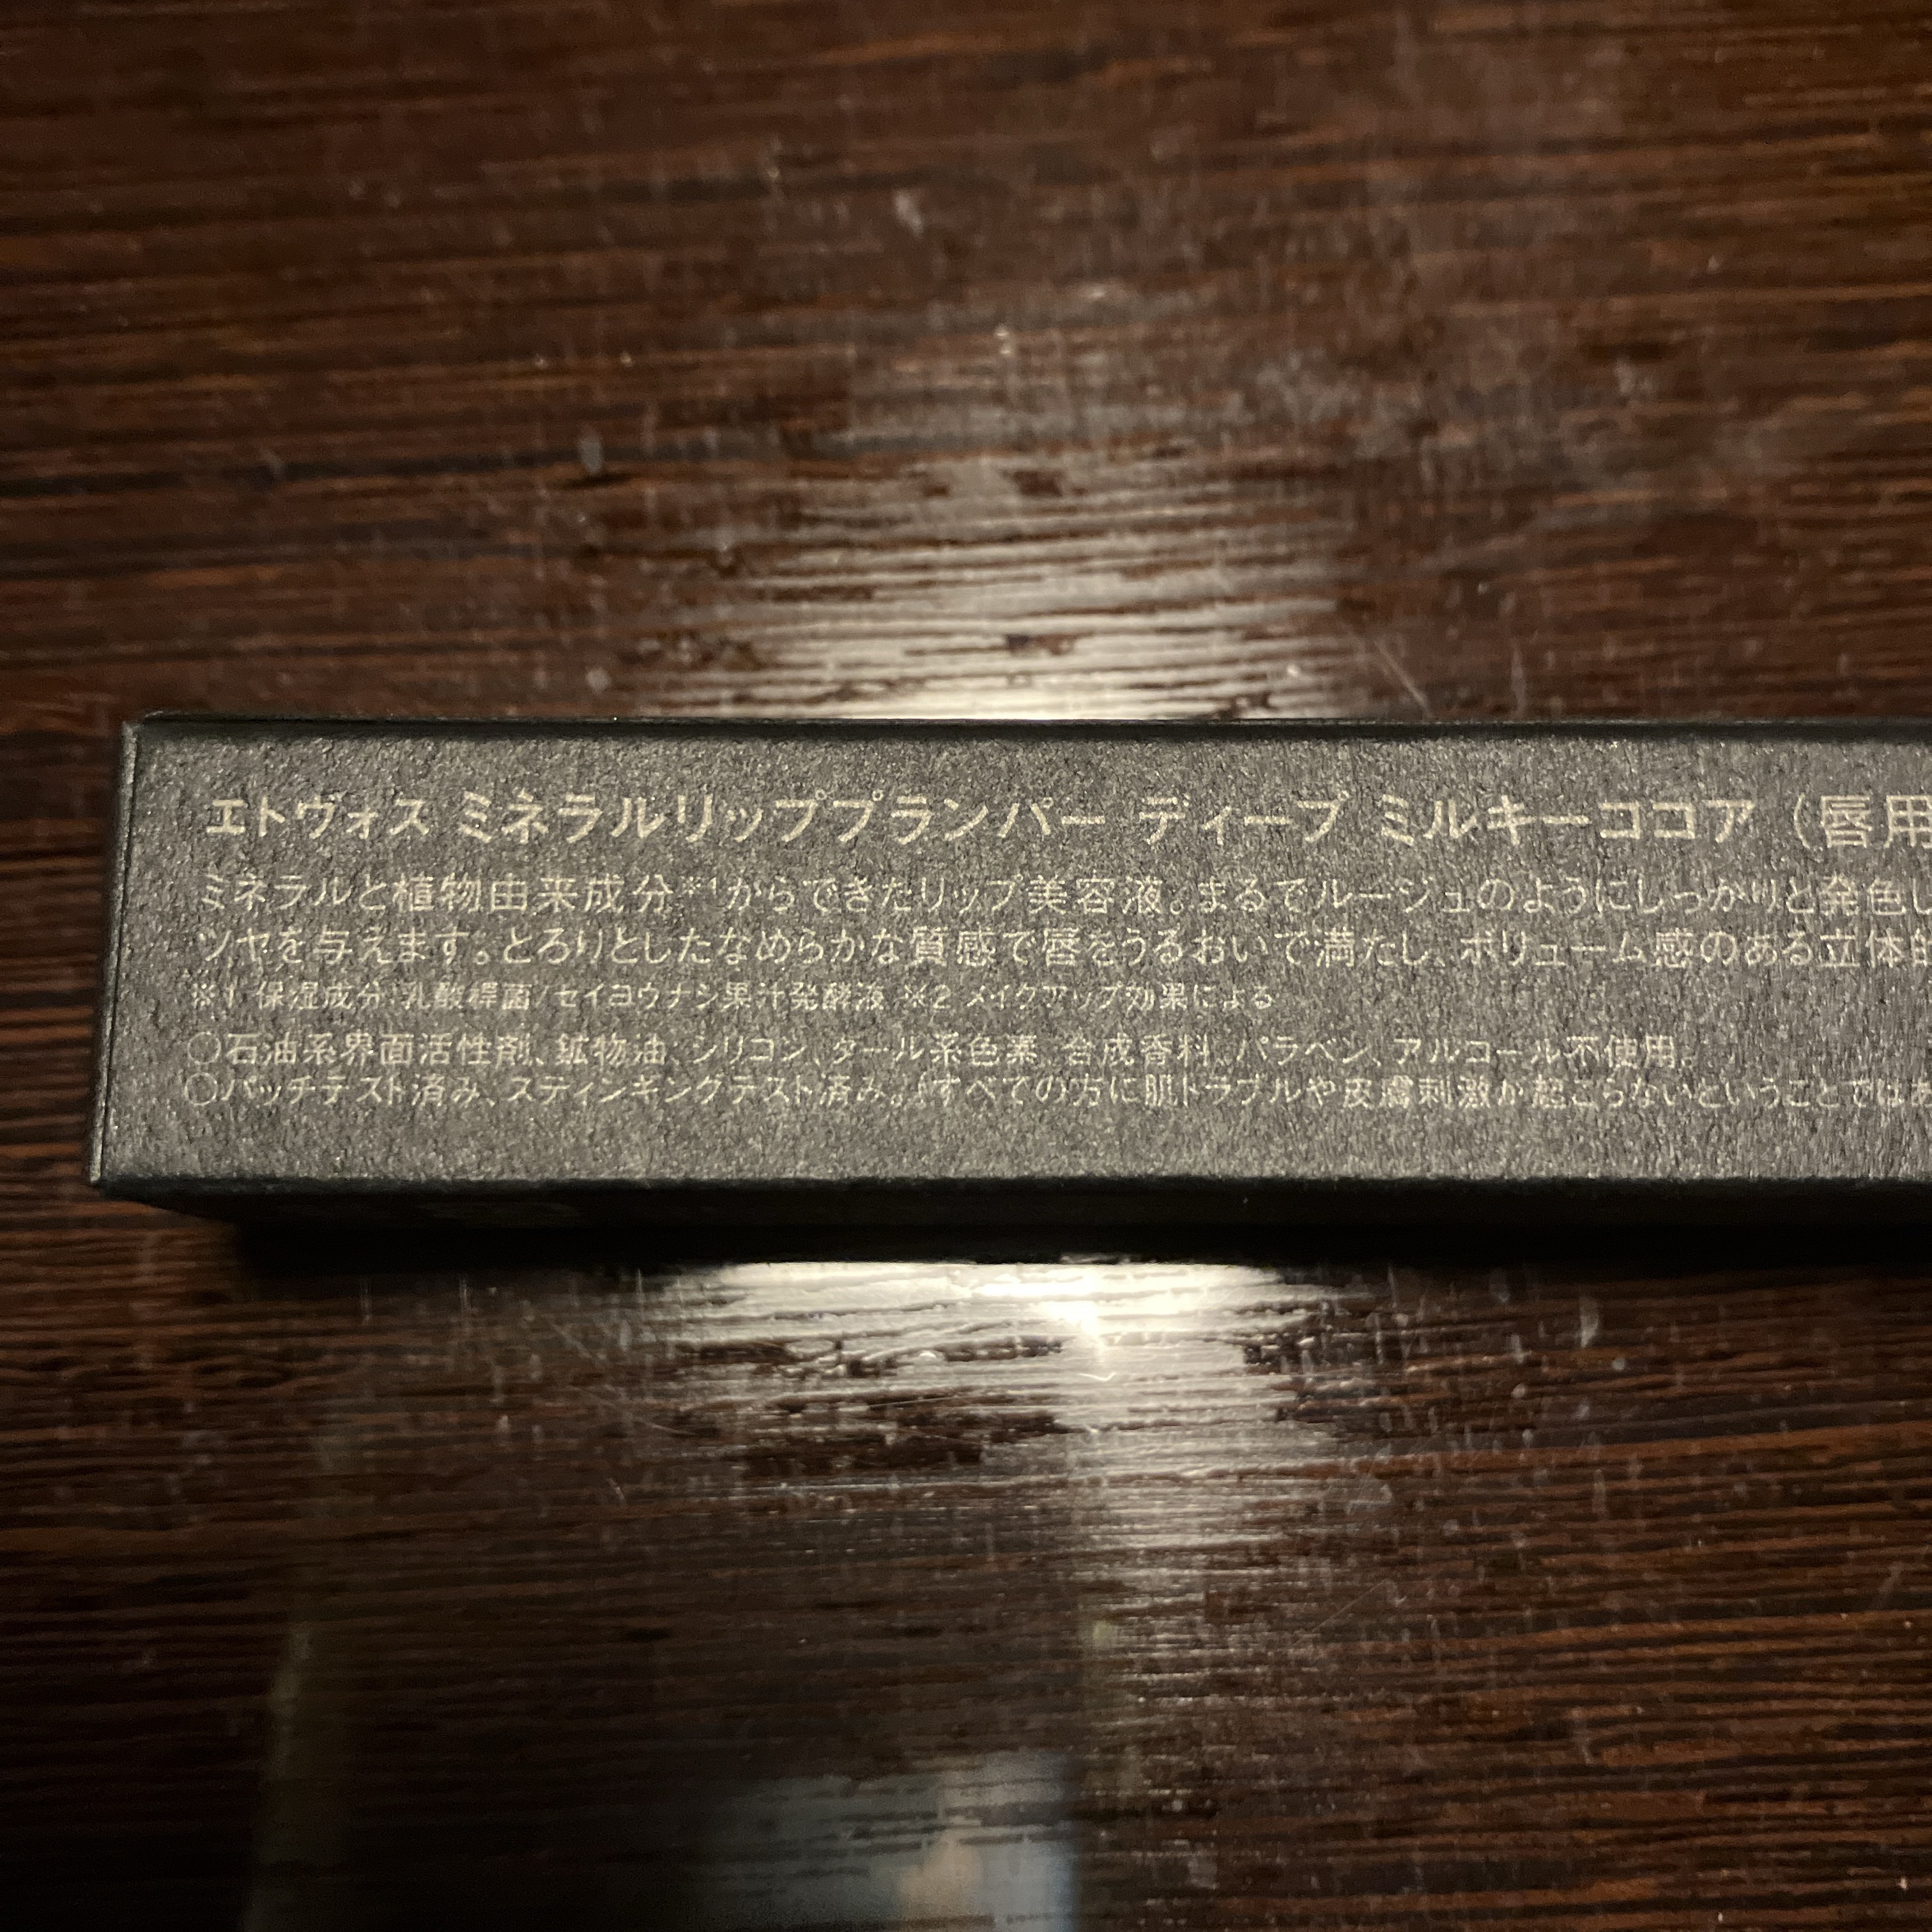 エトヴォス ミネラルリッププランパー ディープ ミルキーココア（唇用
ミネラルと植物由来成分※1からできたリップ美容液。まるでルージュのようにしっかりと発色し
ツヤを与えます。とろりとしたなめらかな質感で唇をうるおいで満たし、ボリューム感のある立体的
※1 保湿成分:乳酸桿菌/セイヨウナシ果汁発酵液 ※2 メイクアップ効果による
○石油系界面活性剤、鉱物油、シリコン、タール系色素、合成香料、パラベン、アルコール不使用。
○パッチテスト済み、スティンキングテスト済み。（すべての方に肌トラブルや皮膚刺激が起こらないということではあ